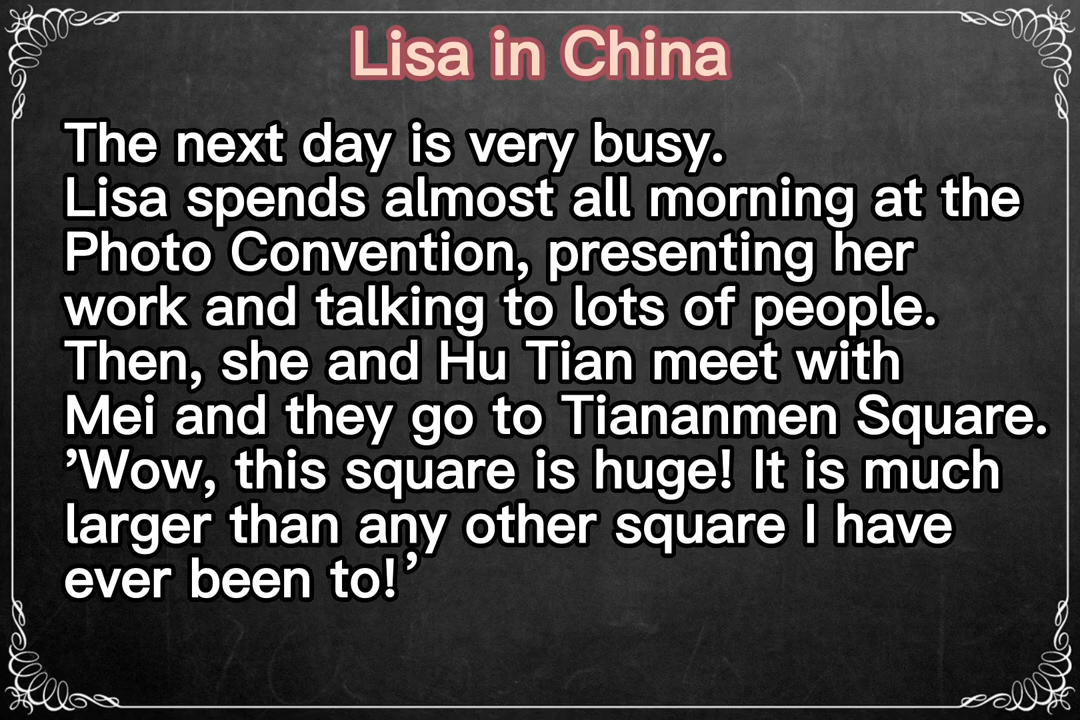 Lisa in China
The next day is very busy.
Lisa spends almost all morning at the
Photo Convention, presenting her
work and talking to lots of people.
Then, she and Hu Tian meet with
Mei and they go to Tiananmen Square.
’Wow, this square is huge! It is much
larger than any other square I have
ever been to!’